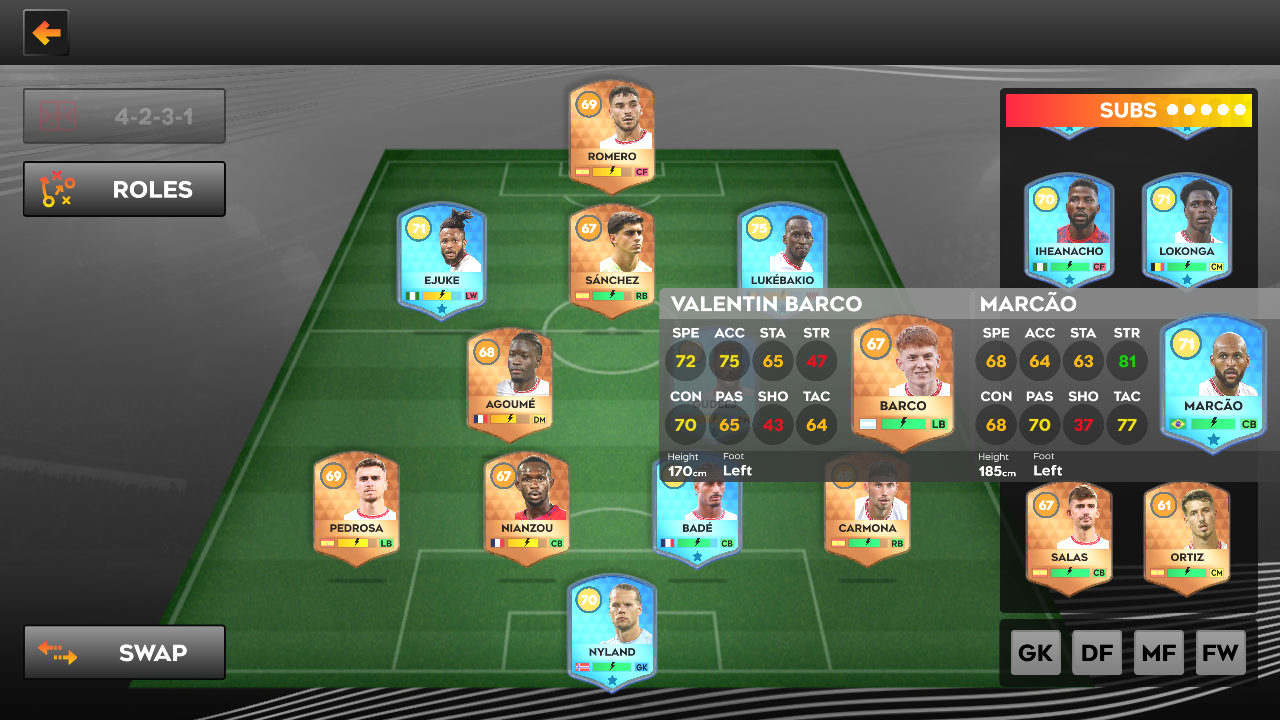 4-2-3-1
ROLES
SWAP
69
ROMERO
CF
71
EJUKE
LW
67
SÁNCHEZ
RB
75
LUKÉBAKIO
68
AGOUMÉ
DM
69
PEDROSA
LB
67
NIANZOU
CB
BADÉ
CB
69
CARMONA
RB
70
NYLAND
GK
SUBS
70
IHEANACHO
CF
71
LOKONGA
CM
VALENTIN BARCO
SPE ACC STA STR
72 75 65 47
CON PAS SHO TAC
70 65 43 64
Height Foot
170cm Left
67
BARCO
LB
MARCÃO
SPE ACC STA STR
68 64 63 81
CON PAS SHO TAC
68 70 37 77
Height Foot
185cm Left
71
MARCÃO
CB
67
SALAS
CB
61
ORTIZ
CM
GK DF MF FW